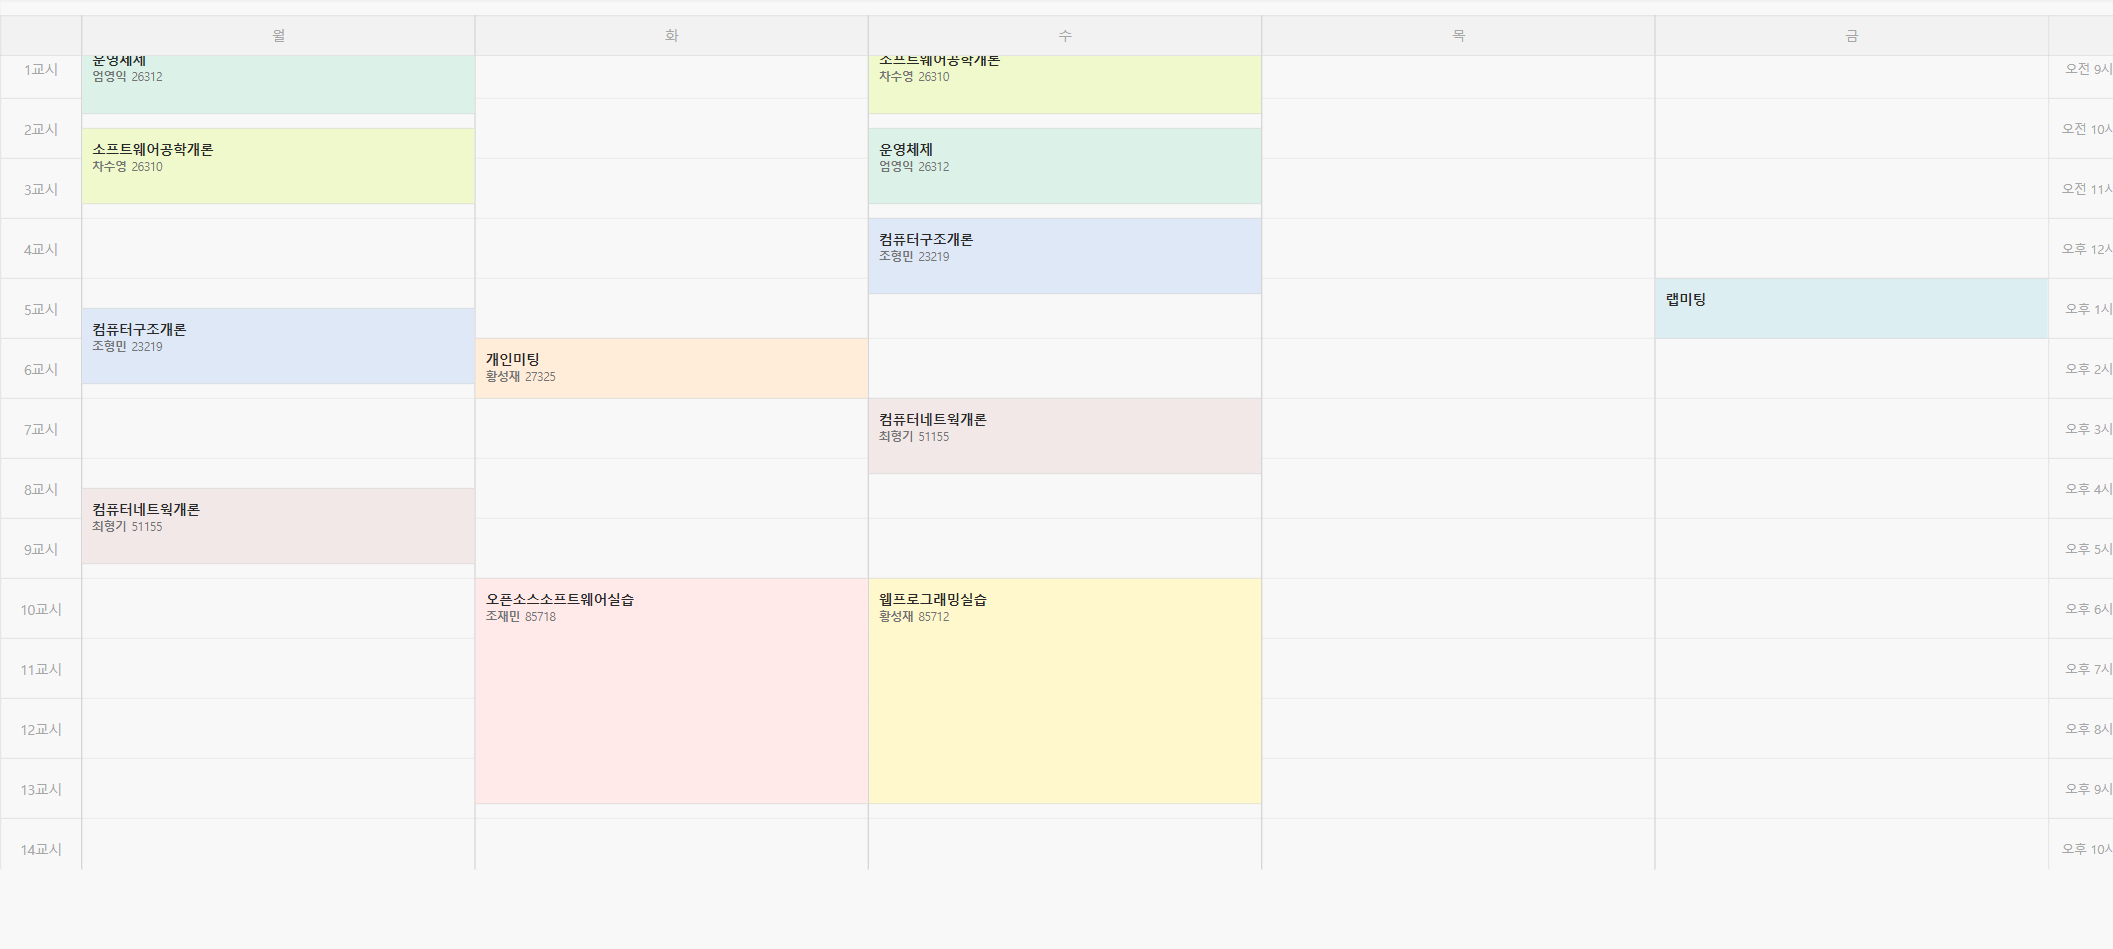 월 화 수 목 금
1교시 오전 9시
운영체제
엄영익 26312
소프트웨어공학개론
차수영 26310
2교시 오전 10시
소프트웨어공학개론
차수영 26310
운영체제
엄영익 26312
3교시 오전 11시
4교시 오후 12시
컴퓨터구조개론
조형민 23219
5교시 오후 1시
랩미팅
컴퓨터구조개론
조형민 23219
6교시 오후 2시
개인미팅
황성재 27325
7교시 오후 3시
컴퓨터네트웍개론
최형기 51155
8교시 오후 4시
컴퓨터네트웍개론
최형기 51155
9교시 오후 5시
10교시 오후 6시
오픈소스소프트웨어실습
조재민 85718
웹프로그래밍실습
황성재 85712
11교시 오후 7시
12교시 오후 8시
13교시 오후 9시
14교시 오후 10시